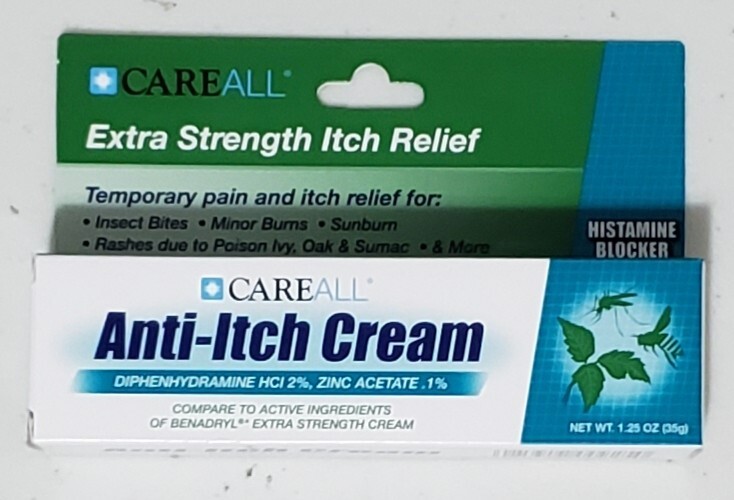 CAREALL®
Extra Strength Itch Relief
Temporary pain and itch relief for:
• Insect Bites • Minor Burns • Sunburn
• Rashes due to Poison Ivy, Oak & Sumac • & More
HISTAMINE
BLOCKER
CAREALL®
Anti-Itch Cream
DIPHENHYDRAMINE HCl 2%, ZINC ACETATE .1%
COMPARE TO ACTIVE INGREDIENTS
OF BENADRYL®* EXTRA STRENGTH CREAM
NET WT. 1.25 OZ (35g)